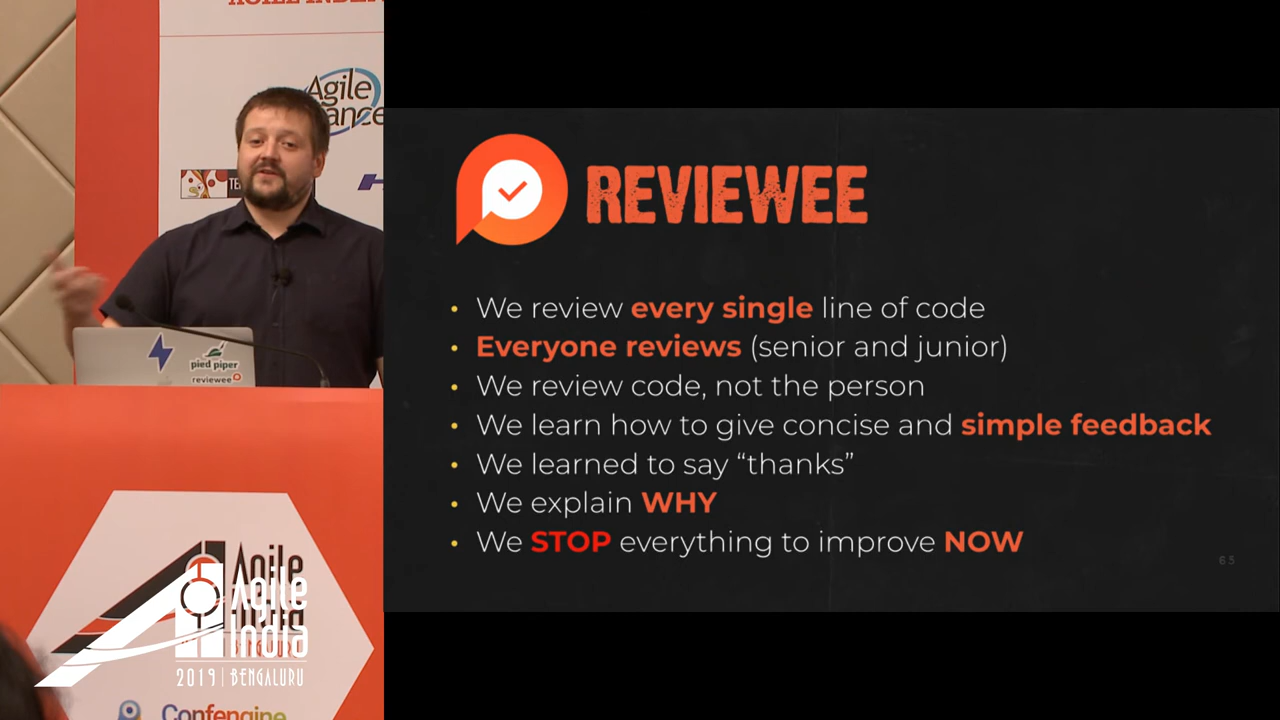 Agile
REVIEWEE
• We review every single line of code
• Everyone reviews (senior and junior)
• We review code, not the person
• We learn how to give concise and simple feedback
• We learned to say “thanks”
• We explain WHY
• We STOP everything to improve NOW
65
pied piper
reviewee
Agile
India
2019 | BENGALURU
Confengine